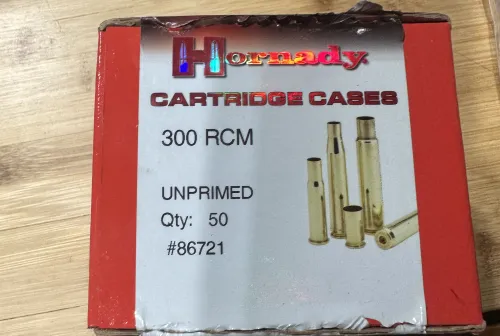 Hornady
CARTRIDGE CASES
300 RCM
UNPRIMED
Qty: 50
#86721